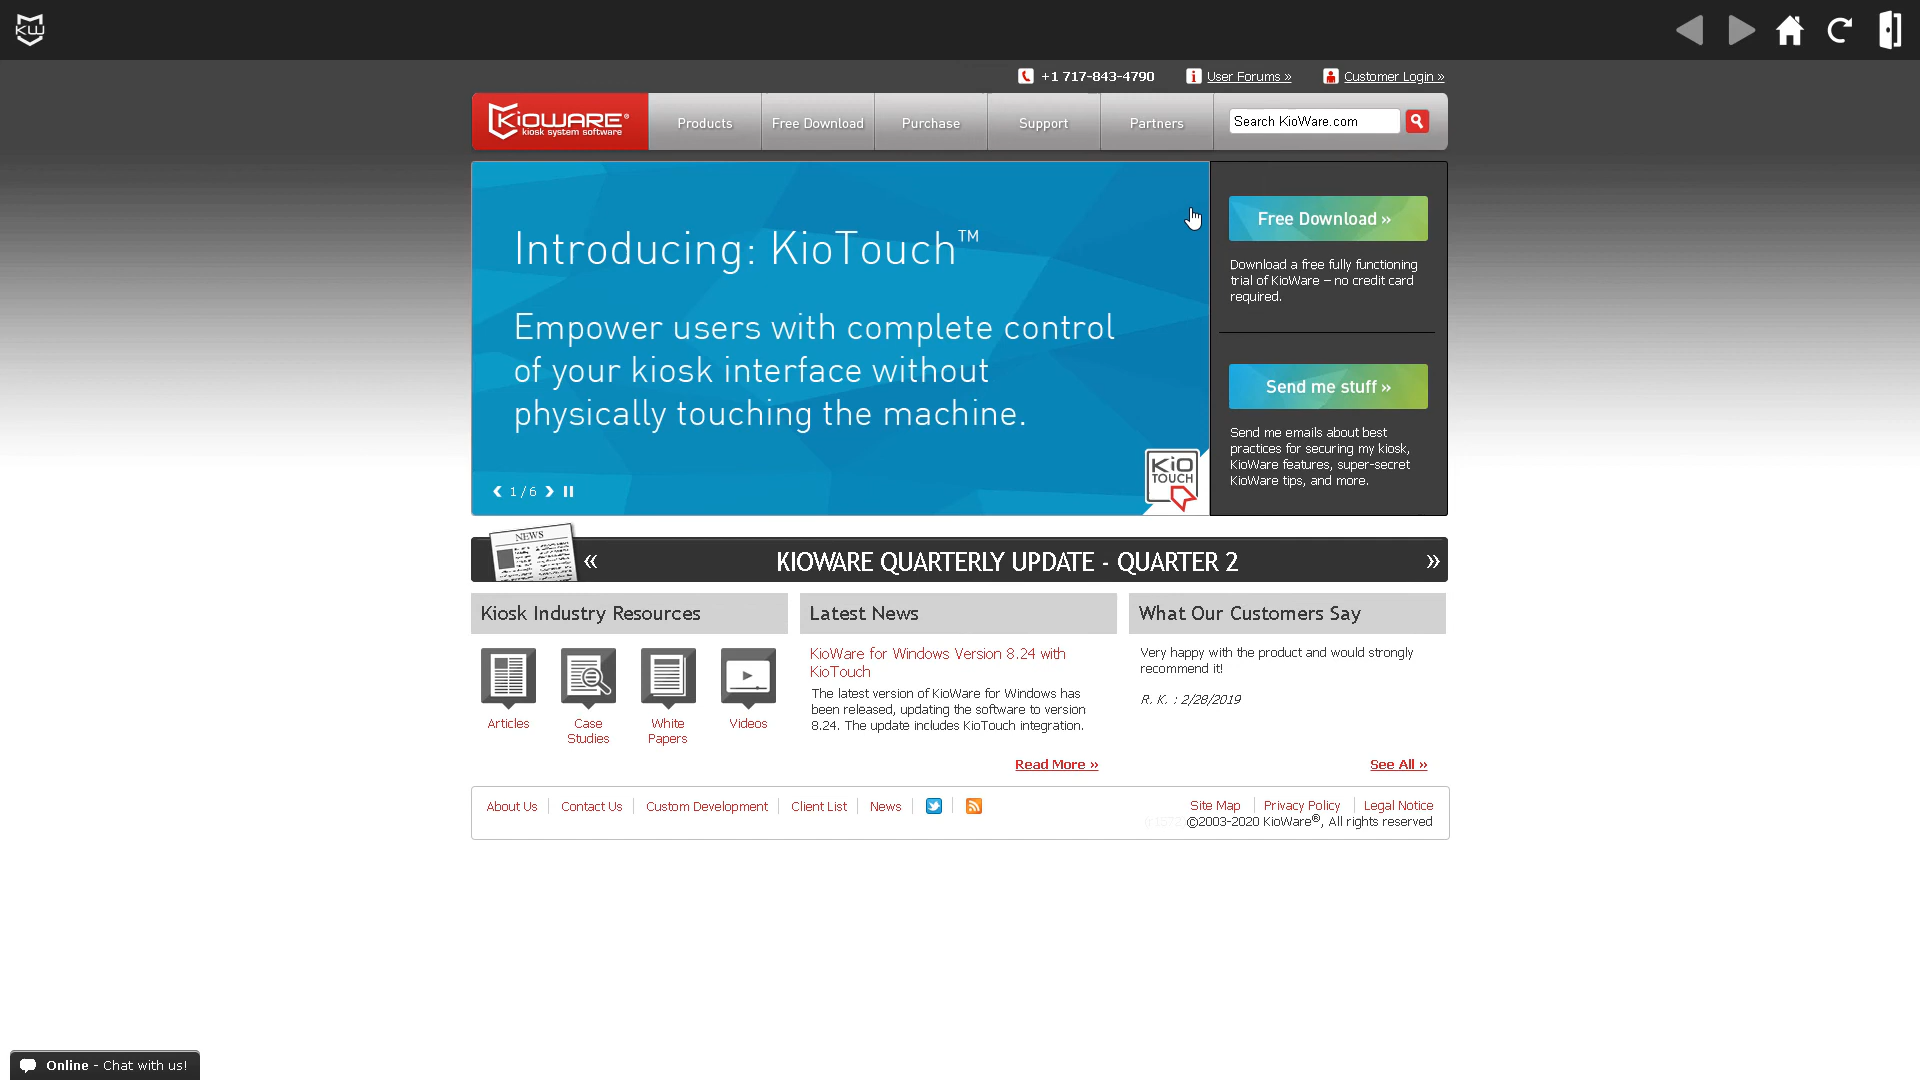 KW
+1 717-843-4790 User Forums » Customer Login »
KioWARE®
kiosk system software
Products Free Download Purchase Support Partners Search KioWare.com
Introducing: KioTouch™
Empower users with complete control
of your kiosk interface without
physically touching the machine.
1 / 6
KiO
TOUCH
Free Download »
Download a free fully functioning
trial of KioWare – no credit card
required.
Send me stuff »
Send me emails about best
practices for securing my kiosk,
KioWare features, super-secret
KioWare tips, and more.
NEWS
« KIOWARE QUARTERLY UPDATE - QUARTER 2 »
Kiosk Industry Resources
Articles
Case
Studies
White
Papers
Videos
Latest News
KioWare for Windows Version 8.24 with
KioTouch
The latest version of KioWare for Windows has
been released, updating the software to version
8.24. The update includes KioTouch integration.
Read More »
What Our Customers Say
Very happy with the product and would strongly
recommend it!
R. K. : 2/28/2019
See All »
About Us Contact Us Custom Development Client List News
Site Map Privacy Policy Legal Notice
©2003-2020 KioWare®, All rights reserved
Online - Chat with us!